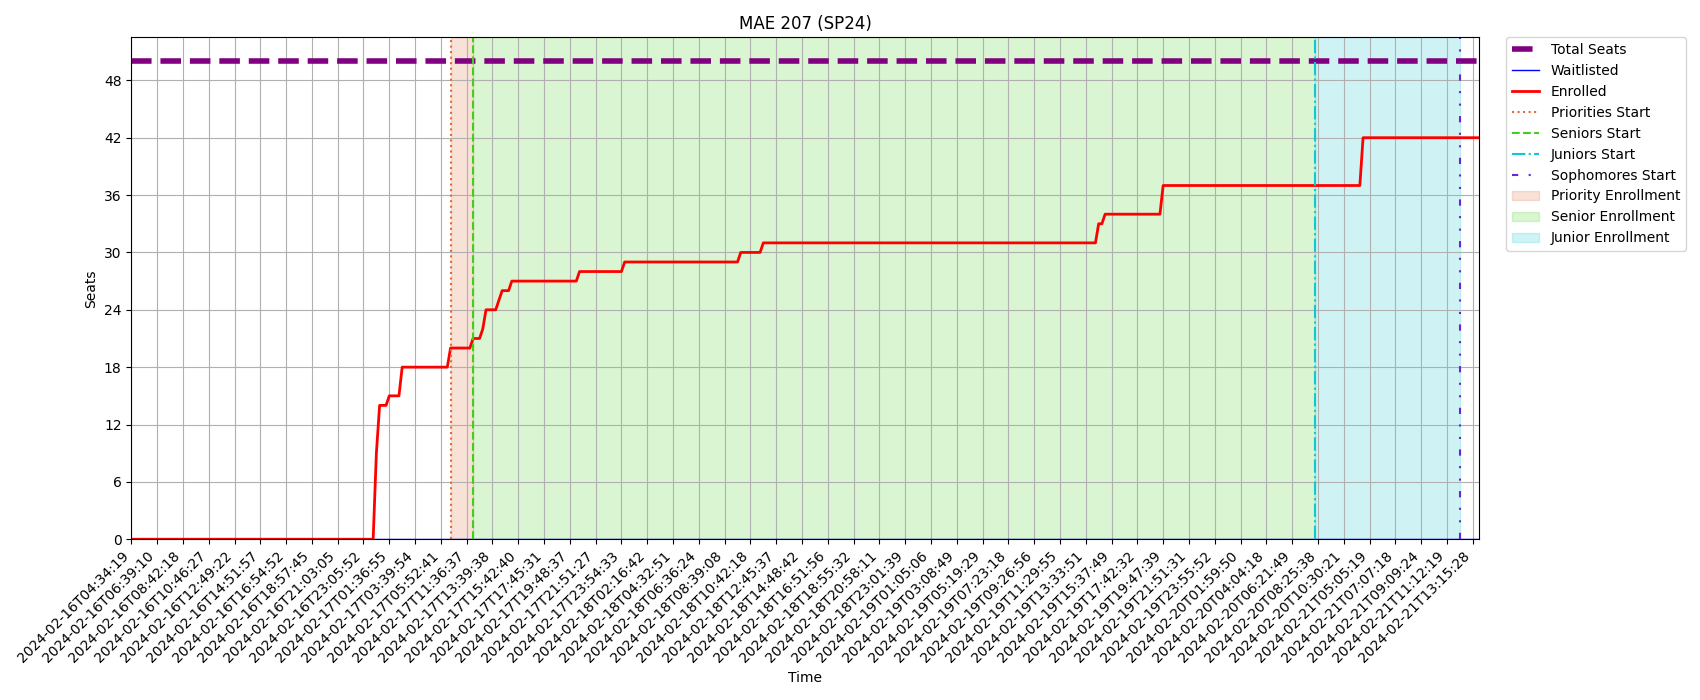 MAE 207 (SP24)
Total Seats
Waitlisted
Enrolled
Priorities Start
Seniors Start
Juniors Start
Sophomores Start
Priority Enrollment
Senior Enrollment
Junior Enrollment
Seats
48
42
36
30
24
18
12
6
0
2024-02-16T04:34:19
2024-02-16T06:39:10
2024-02-16T08:42:18
2024-02-16T10:46:27
2024-02-16T12:49:22
2024-02-16T14:51:57
2024-02-16T16:54:52
2024-02-16T18:57:45
2024-02-16T21:03:05
2024-02-16T23:05:52
2024-02-17T01:36:55
2024-02-17T03:39:54
2024-02-17T05:52:41
2024-02-17T11:36:37
2024-02-17T13:39:38
2024-02-17T15:42:40
2024-02-17T17:45:31
2024-02-17T19:48:37
2024-02-17T21:51:27
2024-02-17T23:54:33
2024-02-18T02:16:42
2024-02-18T04:32:51
2024-02-18T06:36:24
2024-02-18T08:39:08
2024-02-18T10:42:18
2024-02-18T12:45:37
2024-02-18T14:48:42
2024-02-18T16:51:56
2024-02-18T18:55:32
2024-02-18T20:58:11
2024-02-18T23:01:39
2024-02-19T01:05:06
2024-02-19T03:08:49
2024-02-19T05:19:29
2024-02-19T07:23:18
2024-02-19T09:26:56
2024-02-19T11:29:55
2024-02-19T13:33:51
2024-02-19T15:37:49
2024-02-19T17:42:32
2024-02-19T19:47:39
2024-02-19T21:51:31
2024-02-19T23:55:52
2024-02-20T01:59:50
2024-02-20T04:04:18
2024-02-20T06:21:49
2024-02-20T08:25:38
2024-02-20T10:30:21
2024-02-21T05:05:19
2024-02-21T07:07:18
2024-02-21T09:09:24
2024-02-21T11:12:19
2024-02-21T13:15:28
Time